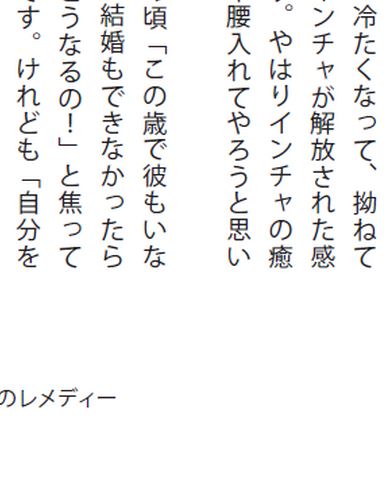 冷たくなって、拗ねて
ンチャが解放された感
。やはりインチャの癒
腰入れてやろうと思い
頃「この歳で彼もいな
結婚もできなかったら
うなるの！」と焦って
す。けれども「自分を
のレメディー